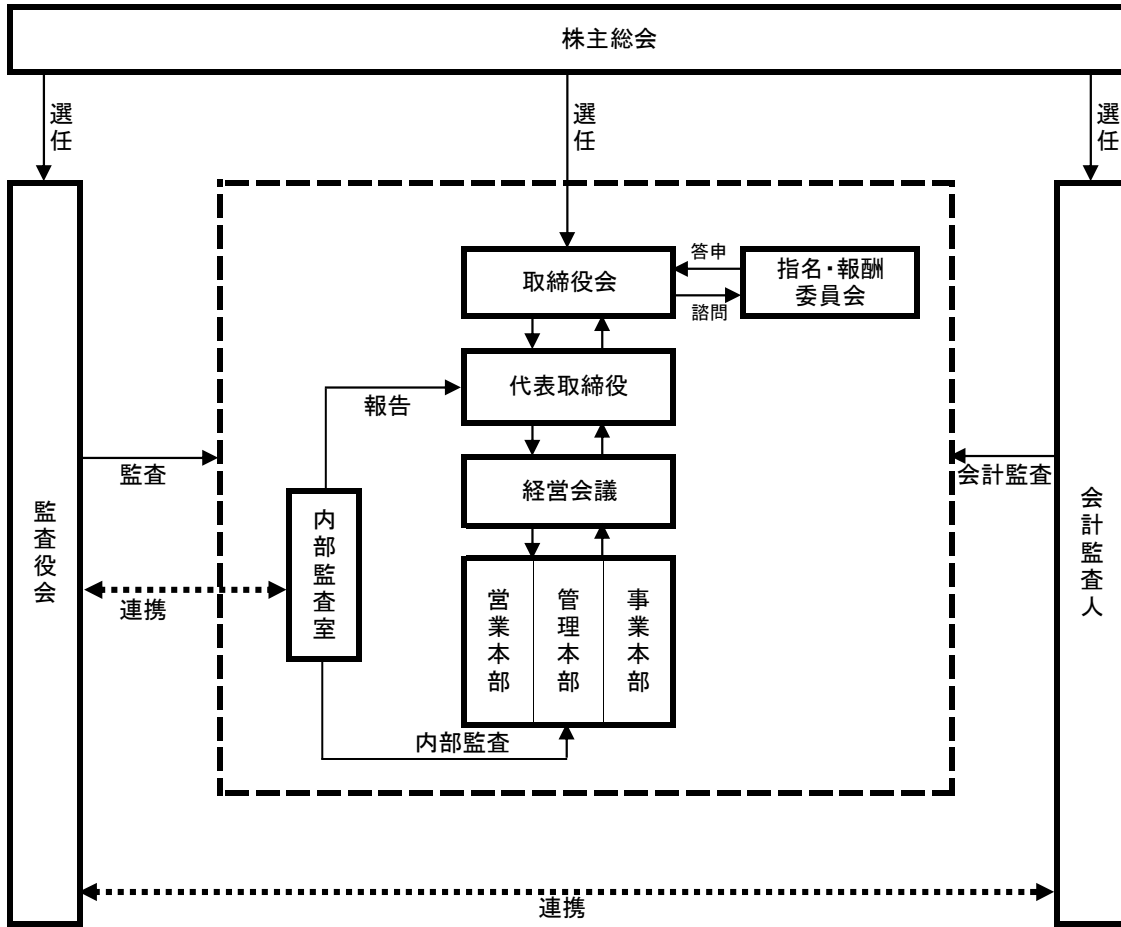 株主総会
選任
選任
選任
取締役会
答申
諮問
指名・報酬
委員会
代表取締役
報告
経営会議
監査
会計監査
監査役会
内部監査室
会計監査人
連携
営業本部
管理本部
事業本部
内部監査
連携